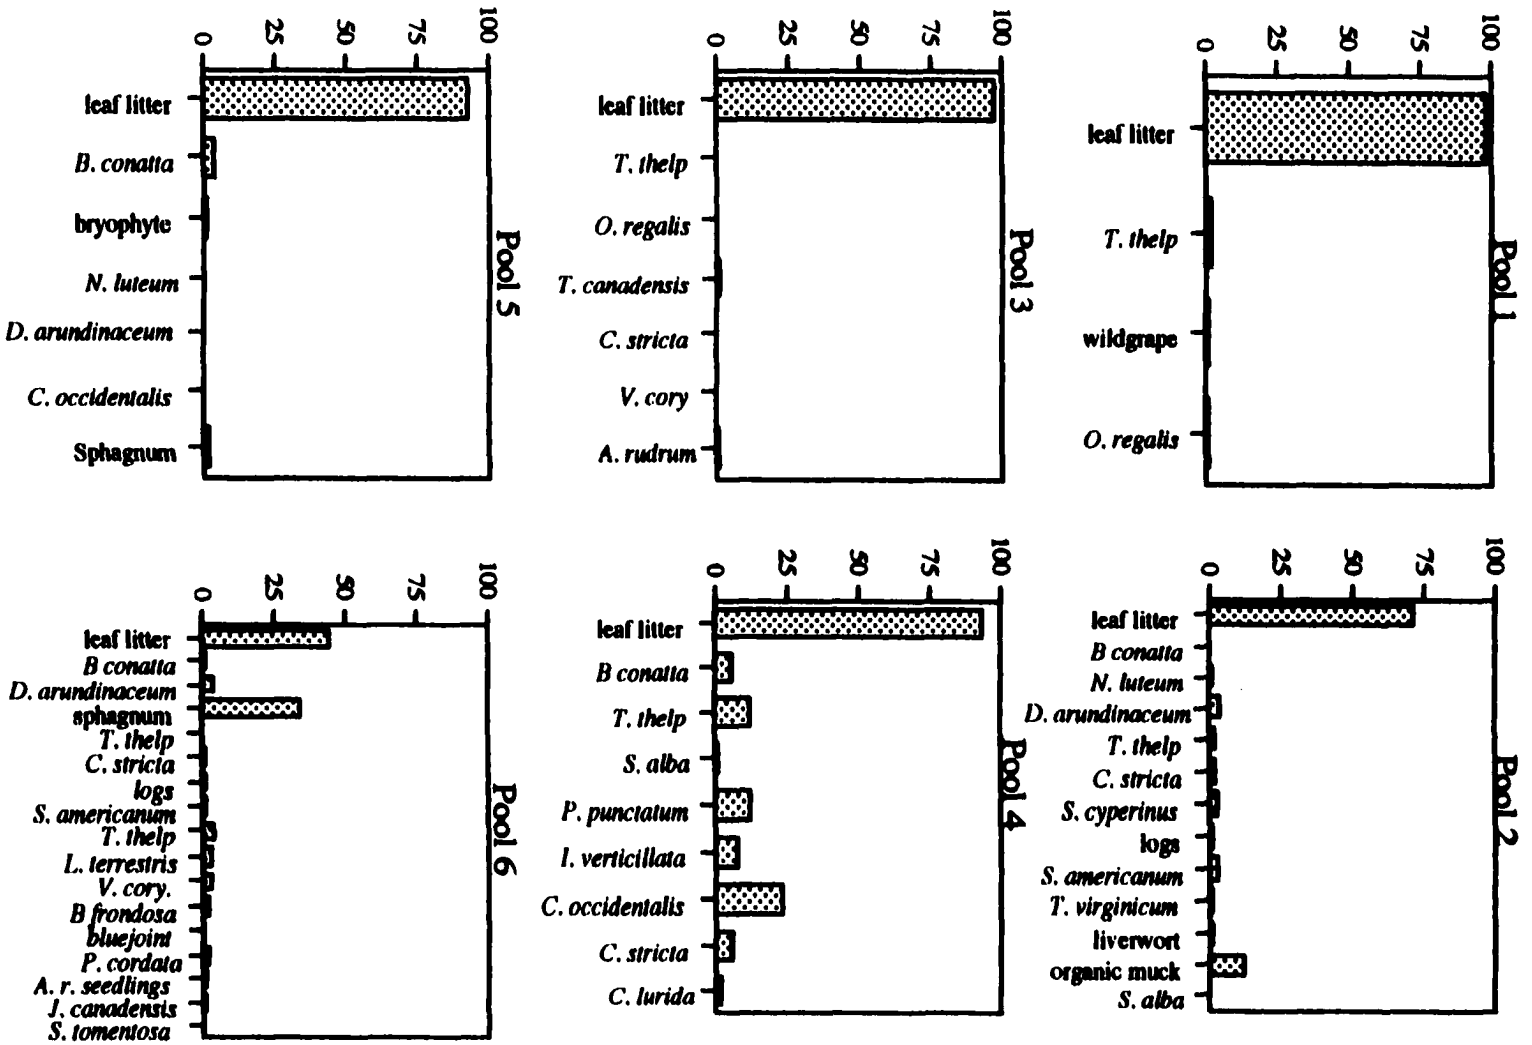 0 25 50 75 100
leaf litter
B. conatta
bryophyte
N. luteum
D. arundinaceum
C. occidentalis
Sphagnum
Pool 5
0 25 50 75 100
leaf litter
T. thelp
O. regalis
T. canadensis
C. stricta
V. cory
A. rudrum
Pool 3
0 25 50 75 100
leaf litter
T. thelp
wildgrape
O. regalis
Pool 1
0 25 50 75 100
leaf litter
B conatta
D. arundinaceum
sphagnum
T. thelp
C. stricta
logs
S. americanum
T. thelp
L. terrestris
V. cory.
B frondosa
bluejoint
P. cordata
A. r. seedlings
J. canadensis
S. tomentosa
Pool 6
0 25 50 75 100
leaf litter
B conatta
T. thelp
S. alba
P. punctatum
I. verticillata
C. occidentalis
C. stricta
C. lurida
Pool 4
0 25 50 75 100
leaf litter
B conatta
N. luteum
D. arundinaceum
T. thelp
C. stricta
S. cyperinus
logs
S. americanum
T. virginicum
liverwort
organic muck
S. alba
Pool 2